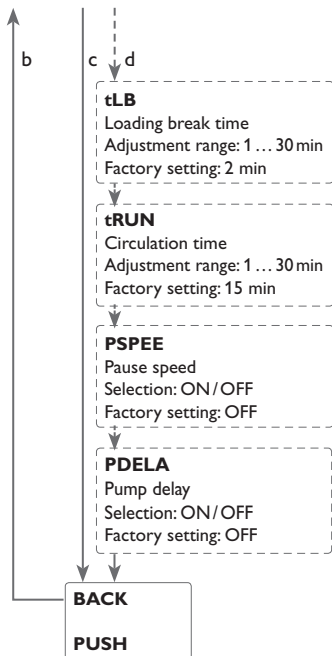 b
c
d
tLB
Loading break time
Adjustment range: 1 … 30 min
Factory setting: 2 min
tRUN
Circulation time
Adjustment range: 1 … 30 min
Factory setting: 15 min
PSPEE
Pause speed
Selection: ON / OFF
Factory setting: OFF
PDELA
Pump delay
Selection: ON / OFF
Factory setting: OFF
BACK
PUSH